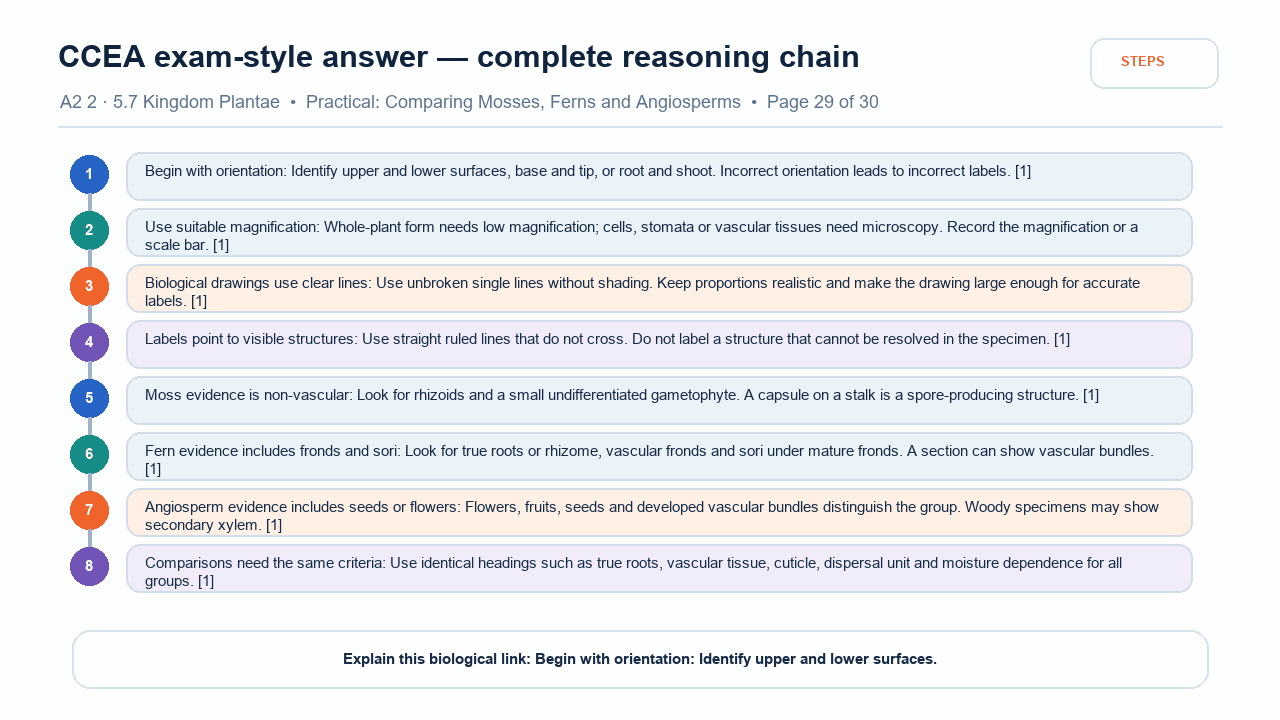 CCEA exam-style answer — complete reasoning chain
STEPS
A2 2 · 5.7 Kingdom Plantae • Practical: Comparing Mosses, Ferns and Angiosperms • Page 29 of 30
1
Begin with orientation: Identify upper and lower surfaces, base and tip, or root and shoot. Incorrect orientation leads to incorrect labels. [1]
2
Use suitable magnification: Whole-plant form needs low magnification; cells, stomata or vascular tissues need microscopy. Record the magnification or a
scale bar. [1]
3
Biological drawings use clear lines: Use unbroken single lines without shading. Keep proportions realistic and make the drawing large enough for accurate
labels. [1]
4
Labels point to visible structures: Use straight ruled lines that do not cross. Do not label a structure that cannot be resolved in the specimen. [1]
5
Moss evidence is non-vascular: Look for rhizoids and a small undifferentiated gametophyte. A capsule on a stalk is a spore-producing structure. [1]
6
Fern evidence includes fronds and sori: Look for true roots or rhizome, vascular fronds and sori under mature fronds. A section can show vascular bundles.
[1]
7
Angiosperm evidence includes seeds or flowers: Flowers, fruits, seeds and developed vascular bundles distinguish the group. Woody specimens may show
secondary xylem. [1]
8
Comparisons need the same criteria: Use identical headings such as true roots, vascular tissue, cuticle, dispersal unit and moisture dependence for all
groups. [1]
Explain this biological link: Begin with orientation: Identify upper and lower surfaces.